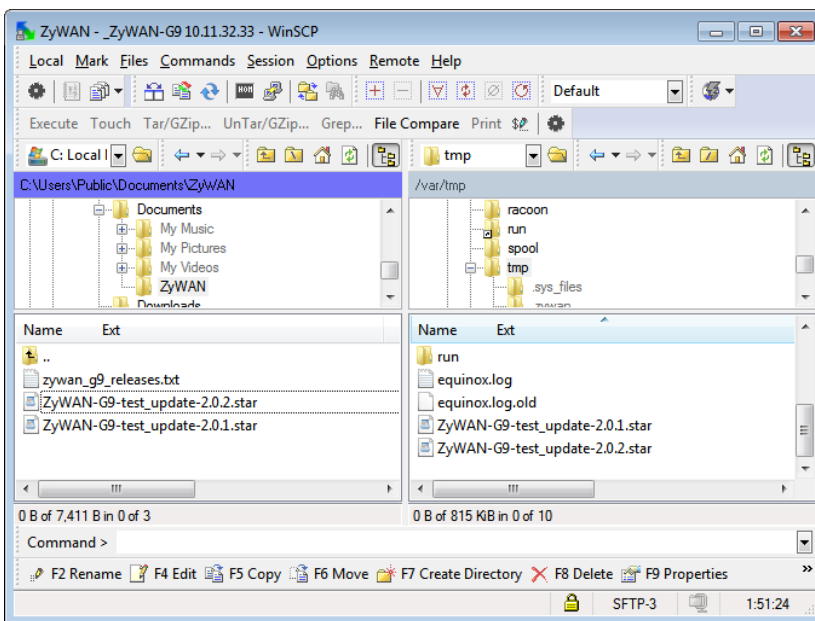 ZyWAN - _ZyWAN-G9 10.11.32.33 - WinSCP
Local Mark Files Commands Session Options Remote Help
Default
Execute Touch Tar/GZip... UnTar/GZip... Grep... File Compare Print
C: Local tmp
C:\Users\Public\Documents\ZyWAN /var/tmp
Documents racoon
My Music run
My Pictures spool
My Videos tmp
ZyWAN .sys_files
Downloads .zywan
Name Ext Name Ext
.. run
zywan_g9_releases.txt equinox.log
ZyWAN-G9-test_update-2.0.2.star equinox.log.old
ZyWAN-G9-test_update-2.0.1.star ZyWAN-G9-test_update-2.0.1.star
ZyWAN-G9-test_update-2.0.2.star
0 B of 7,411 B in 0 of 3 0 B of 815 KiB in 0 of 10
Command >
F2 Rename F4 Edit F5 Copy F6 Move F7 Create Directory F8 Delete F9 Properties »
SFTP-3 1:51:24